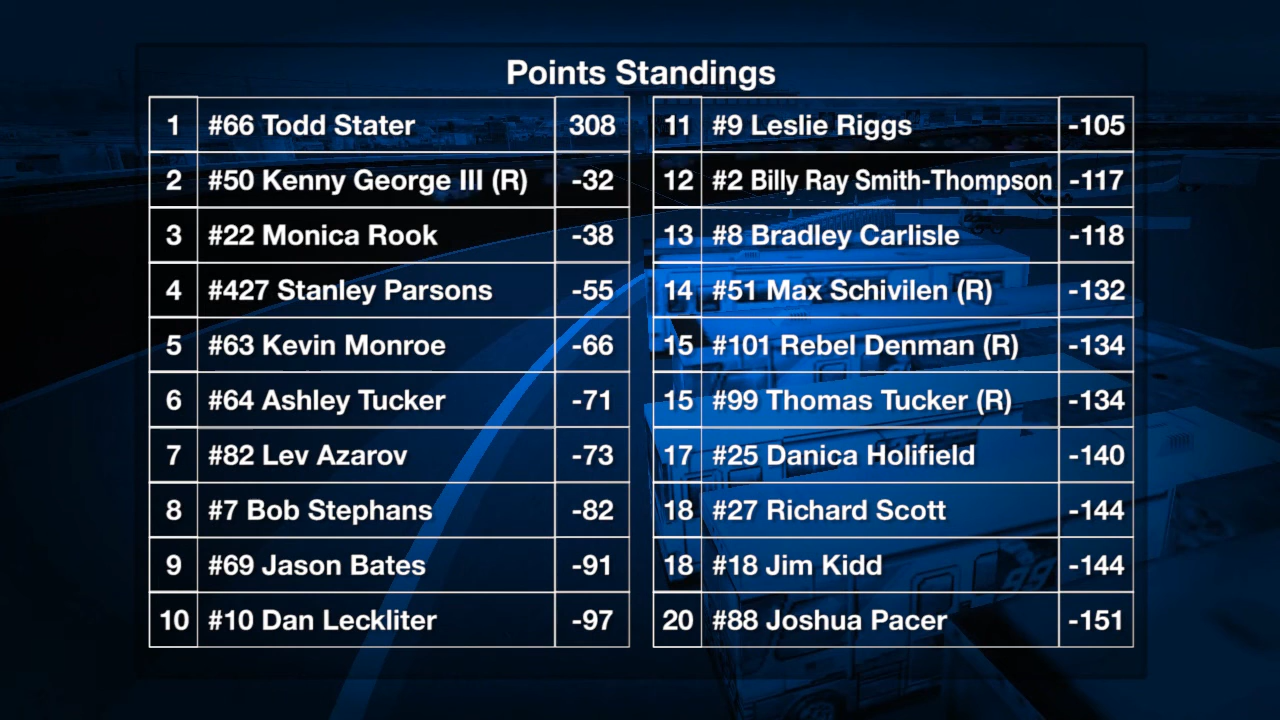 Points Standings
1 #66 Todd Stater 308
2 #50 Kenny George III (R) -32
3 #22 Monica Rook -38
4 #427 Stanley Parsons -55
5 #63 Kevin Monroe -66
6 #64 Ashley Tucker -71
7 #82 Lev Azarov -73
8 #7 Bob Stephans -82
9 #69 Jason Bates -91
10 #10 Dan Leckliter -97
11 #9 Leslie Riggs -105
12 #2 Billy Ray Smith-Thompson -117
13 #8 Bradley Carlisle -118
14 #51 Max Schivilen (R) -132
15 #101 Rebel Denman (R) -134
15 #99 Thomas Tucker (R) -134
17 #25 Danica Holifield -140
18 #27 Richard Scott -144
18 #18 Jim Kidd -144
20 #88 Joshua Pacer -151